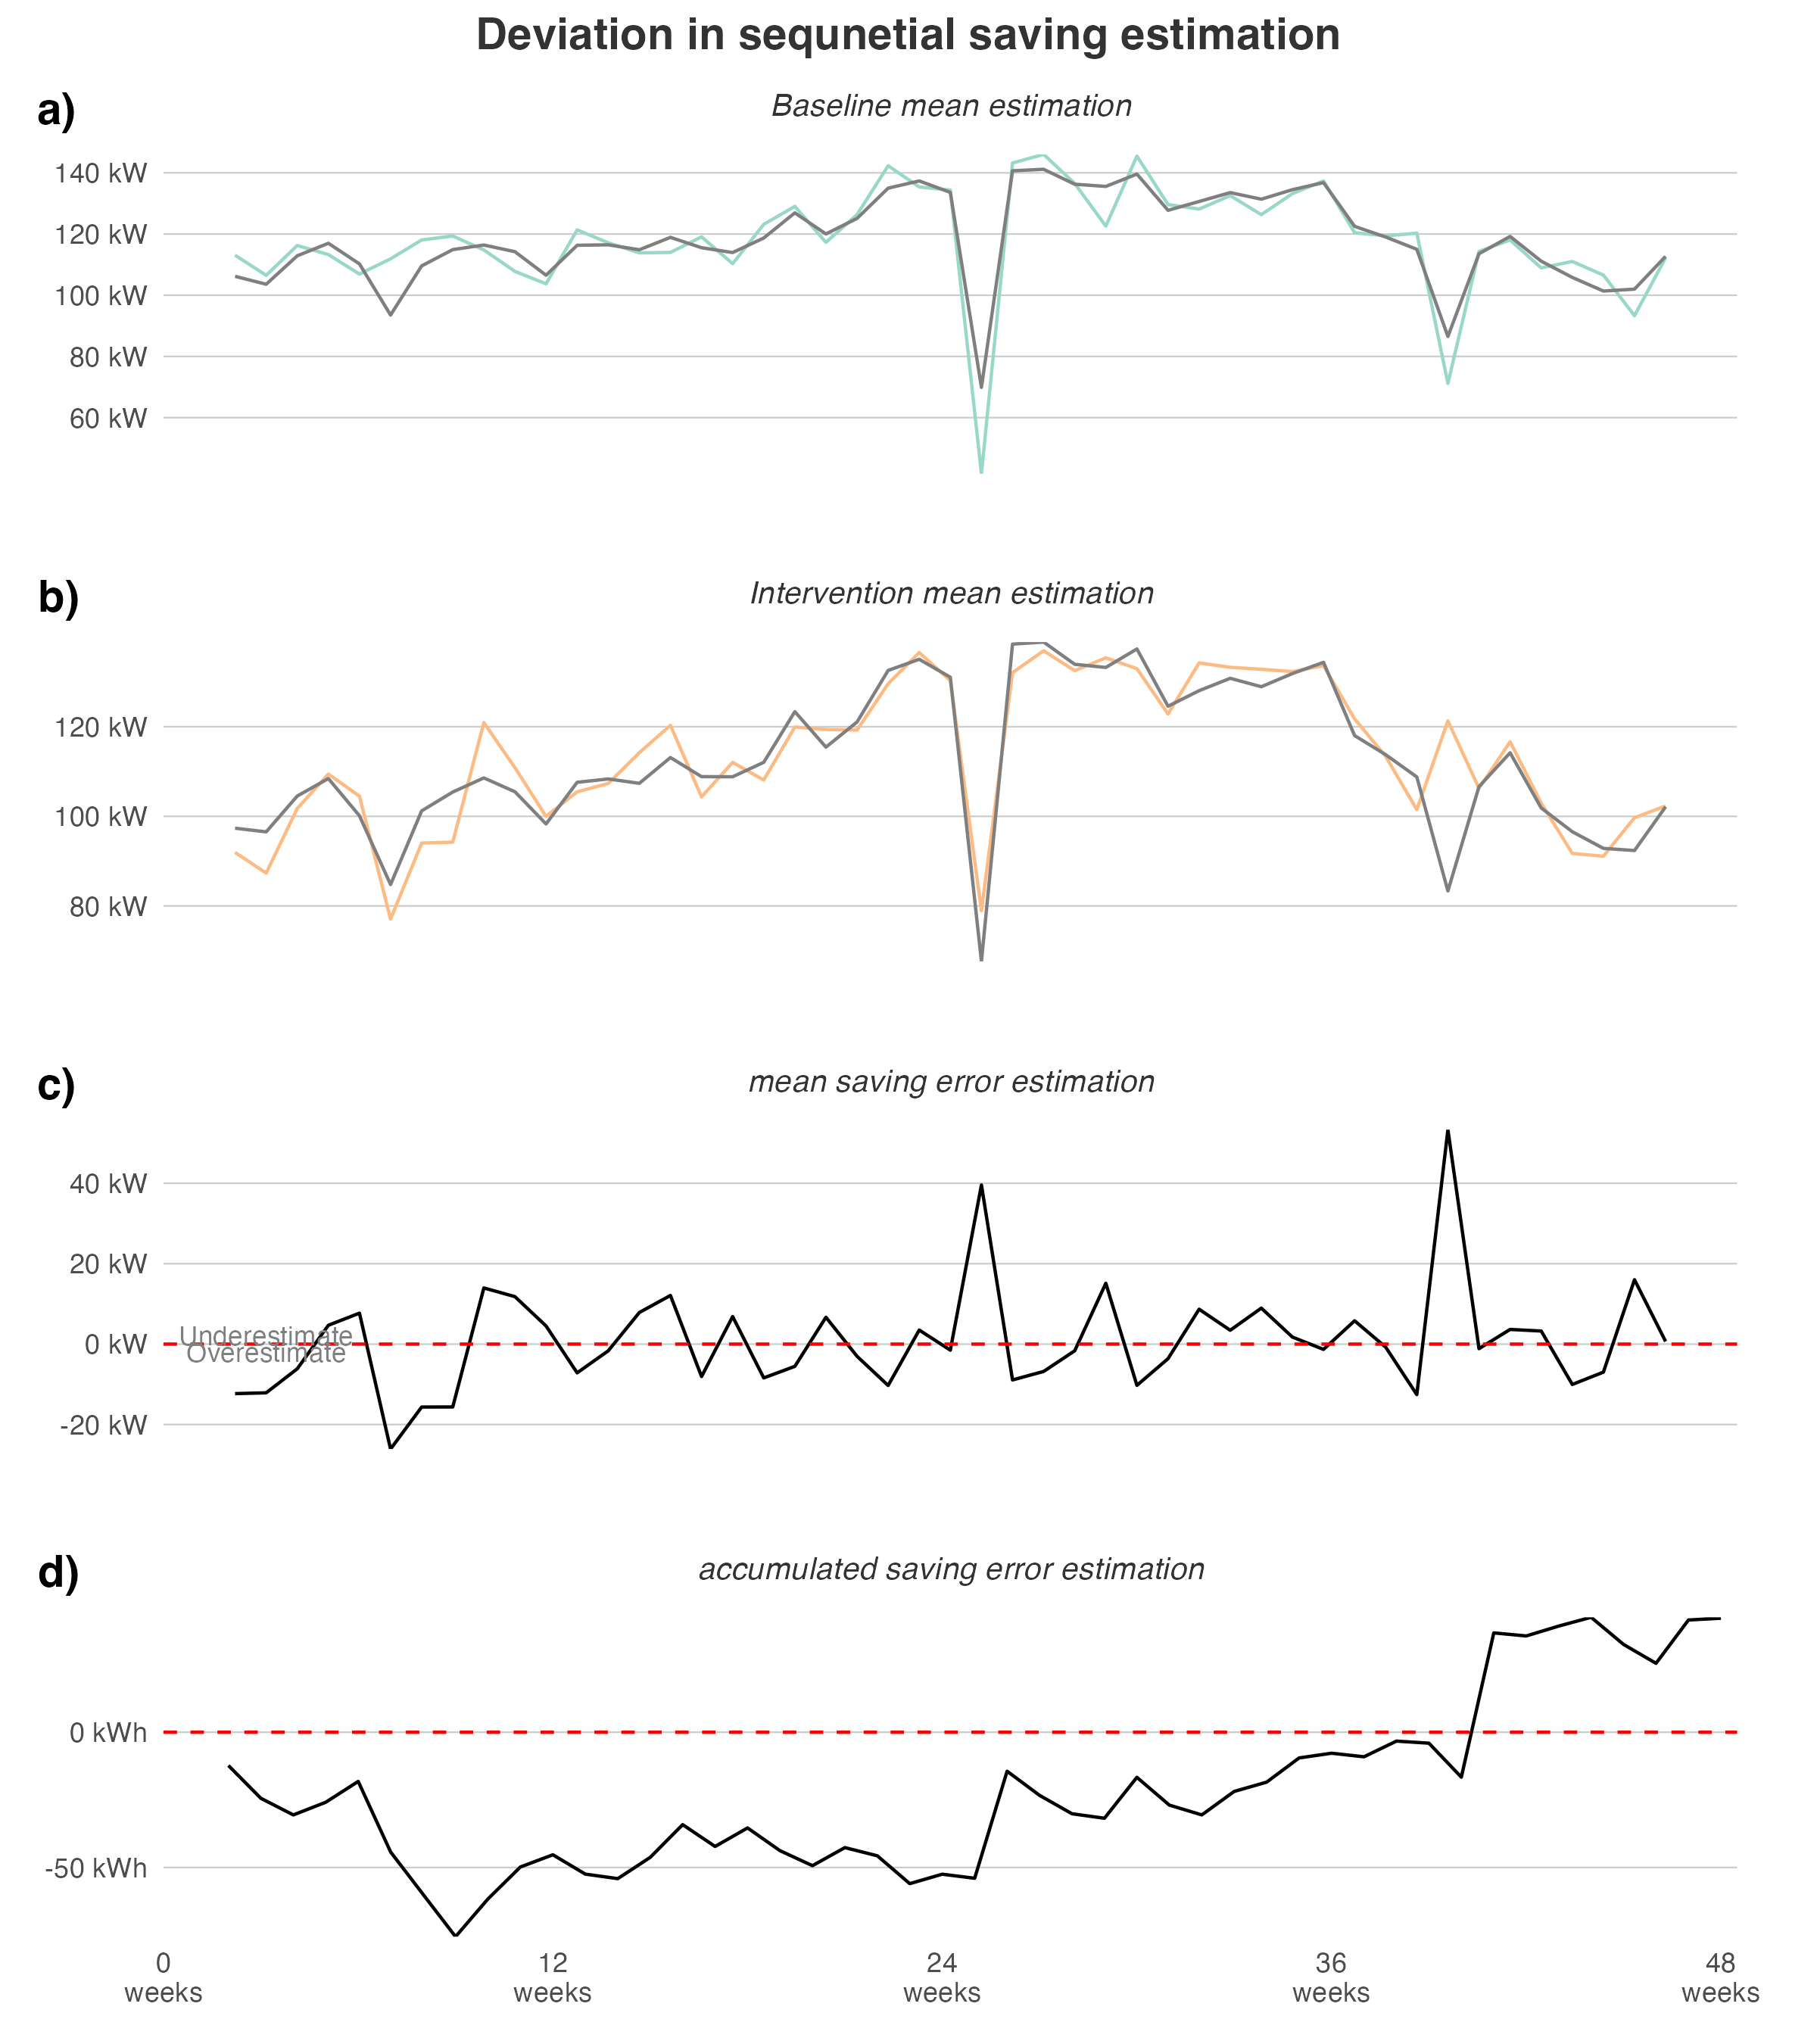 Deviation in sequnetial saving estimation
a)
Baseline mean estimation
140 kW
120 kW
100 kW
80 kW
60 kW
b)
Intervention mean estimation
120 kW
100 kW
80 kW
c)
mean saving error estimation
40 kW
20 kW
0 kW
-20 kW
Underestimate
Overestimate
d)
accumulated saving error estimation
0 kWh
-50 kWh
0 12 24 36 48
weeks weeks weeks weeks weeks